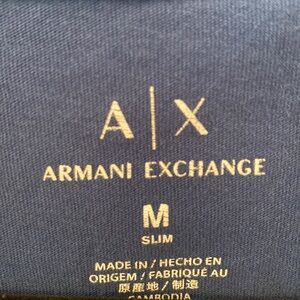 A|X
ARMANI EXCHANGE
M
SLIM
MADE IN / HECHO EN
ORIGEM / FABRIQUÉ AU
原産地 / 制造
CAMBODIA